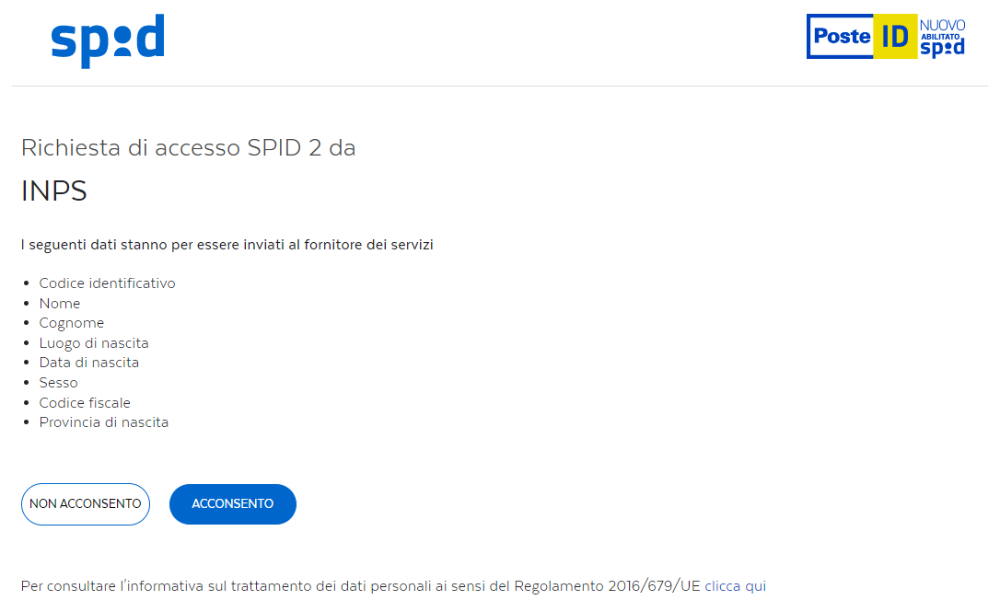 spid
Poste ID NUOVO
ABILITATO
spid
Richiesta di accesso SPID 2 da
INPS
I seguenti dati stanno per essere inviati al fornitore dei servizi
Codice identificativo
Nome
Cognome
Luogo di nascita
Data di nascita
Sesso
Codice fiscale
Provincia di nascita
NON ACCONSENTO ACCONSENTO
Per consultare l'informativa sul trattamento dei dati personali ai sensi del Regolamento 2016/679/UE clicca qui